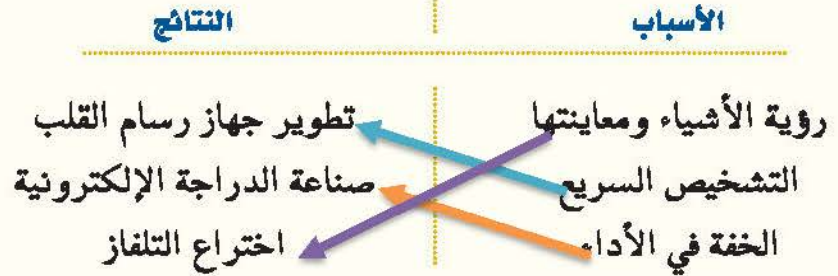 الأسباب النتائج
رؤية الأشياء ومعاينتها تطوير جهاز رسام القلب
التشخيص السريع صناعة الدراجة الإلكترونية
الخفة في الأداء اختراع التلفاز